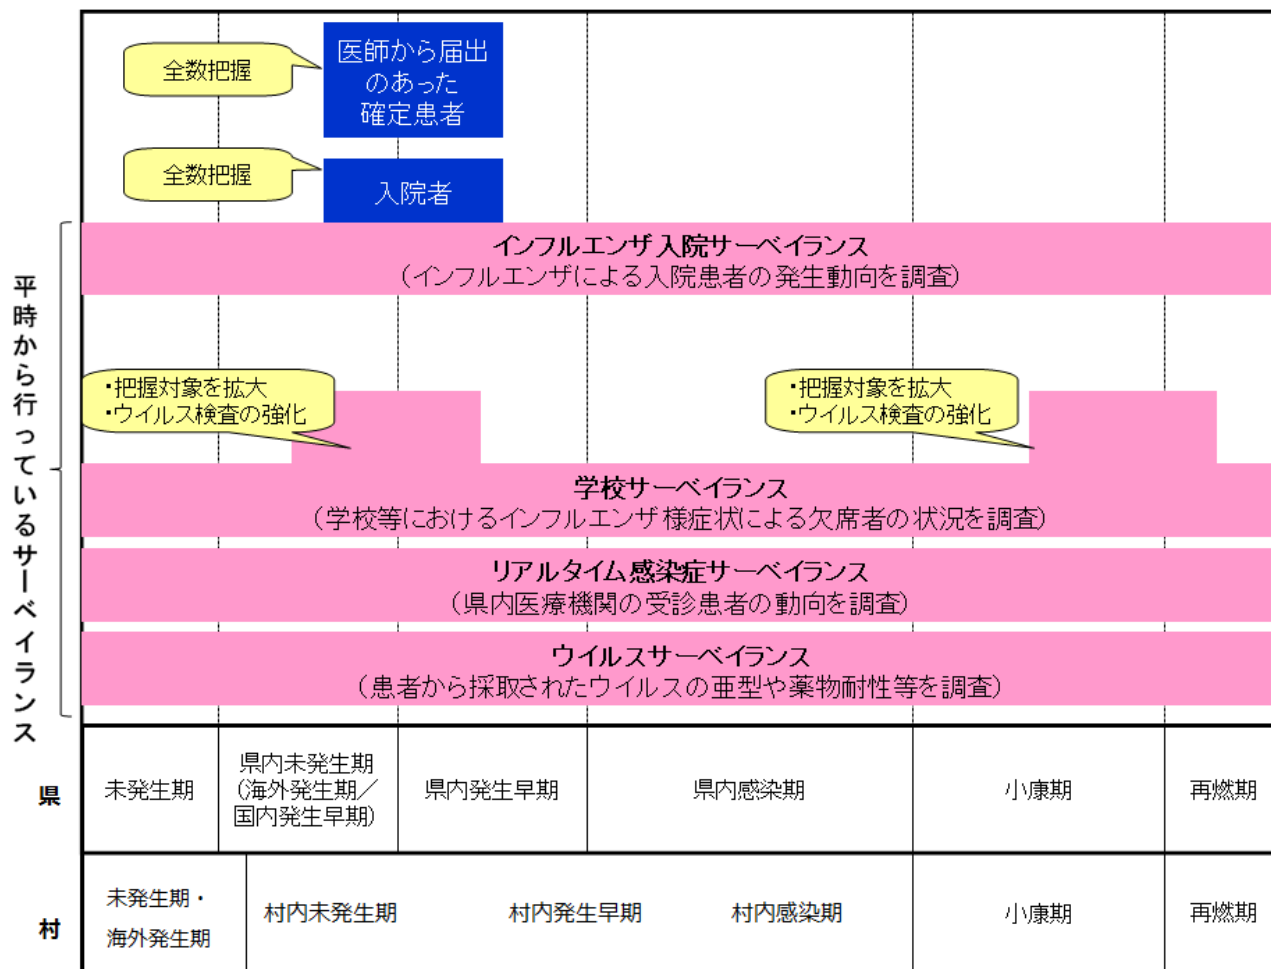 全数把握
医師から届出
のあった
確定患者
全数把握
入院者
平時から行っているサーベイランス
インフルエンザ入院サーベイランス
（インフルエンザによる入院患者の発生動向を調査）
・把握対象を拡大
・ウイルス検査の強化
・把握対象を拡大
・ウイルス検査の強化
学校サーベイランス
（学校等におけるインフルエンザ様症状による欠席者の状況を調査）
リアルタイム感染症サーベイランス
（県内医療機関の受診患者の動向を調査）
ウイルスサーベイランス
（患者から採取されたウイルスの亜型や薬物耐性等を調査）
県
未発生期
県内未発生期
（海外発生期／
国内発生早期）
県内発生早期
県内感染期
小康期
再燃期
村
未発生期・
海外発生期
村内未発生期
村内発生早期
村内感染期
小康期
再燃期